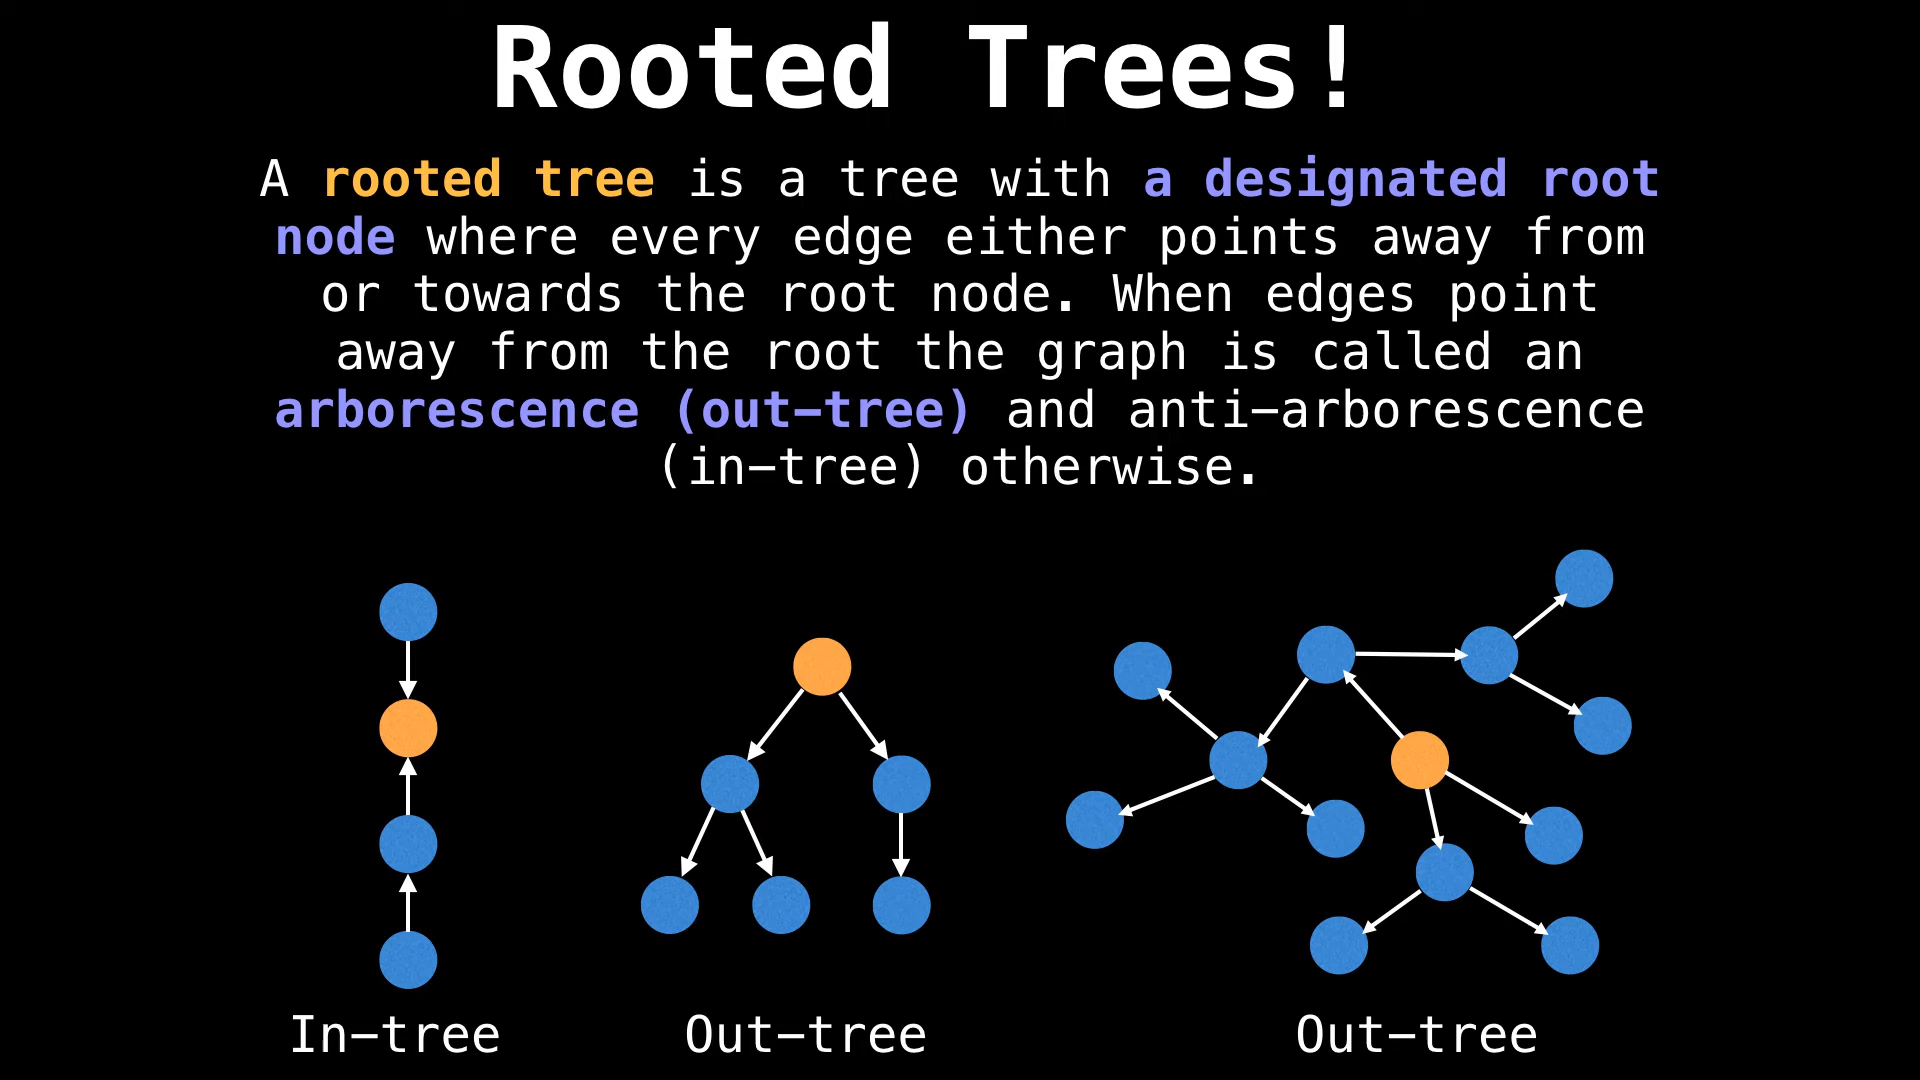 Rooted Trees!
A rooted tree is a tree with a designated root
node where every edge either points away from
or towards the root node. When edges point
away from the root the graph is called an
arborescence (out-tree) and anti-arborescence
(in-tree) otherwise.
In-tree
Out-tree
Out-tree